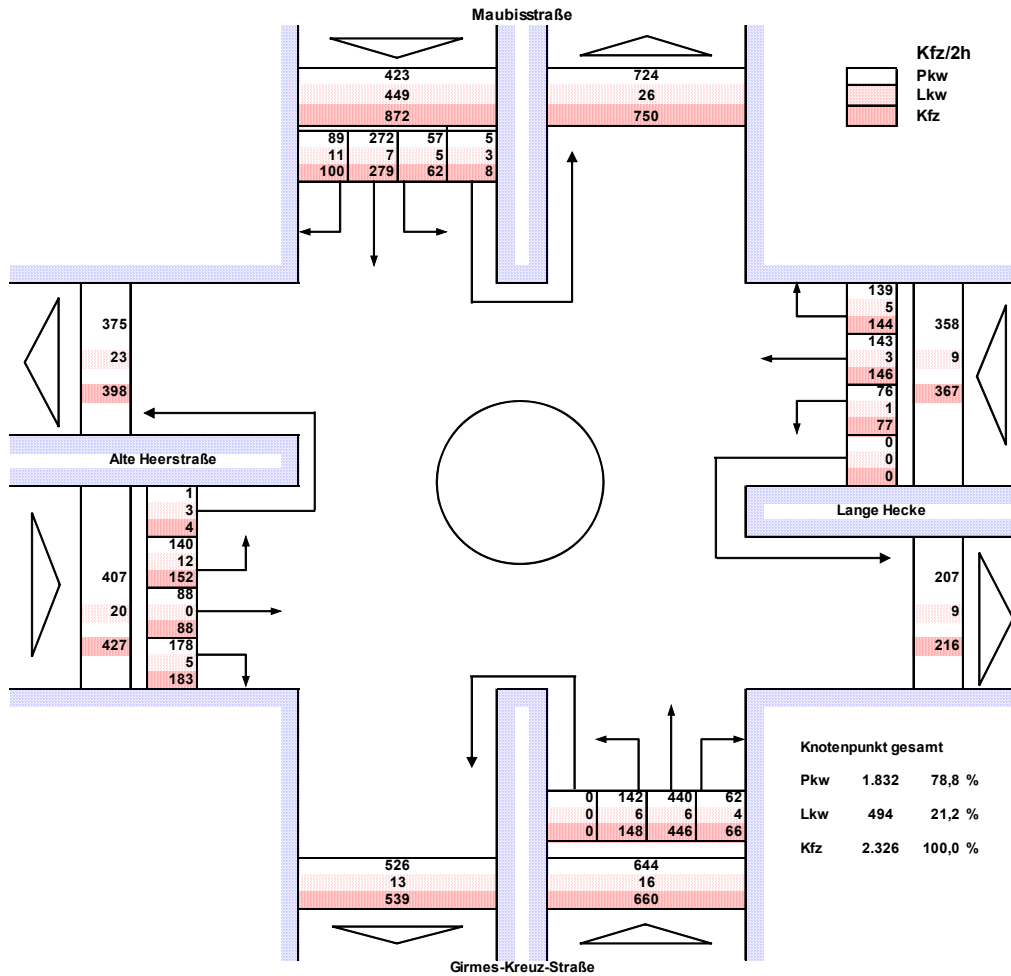 Maubisstraße
Kfz/2h
Pkw
Lkw
Kfz
423
449
872
724
26
750
89 272 57 5
11 7 5 3
100 279 62 8
375
23
398
139
5
144
143
3
146
76
1
77
0
0
0
358
9
367
Alte Heerstraße
Lange Hecke
407
20
427
1
3
4
140
12
152
88
0
88
178
5
183
207
9
216
0 142 440 62
0 6 6 4
0 148 446 66
526
13
539
644
16
660
Knotenpunkt gesamt
Pkw 1.832 78,8 %
Lkw 494 21,2 %
Kfz 2.326 100,0 %
Girmes-Kreuz-Straße